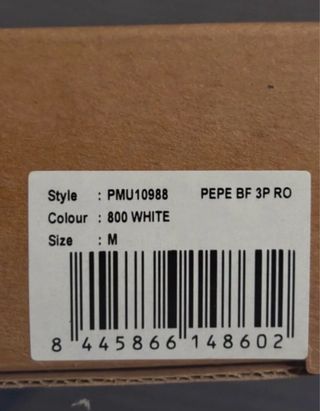 Style : PMU10988 PEPE BF 3P RO
Colour : 800 WHITE
Size : M
8 445866 148602